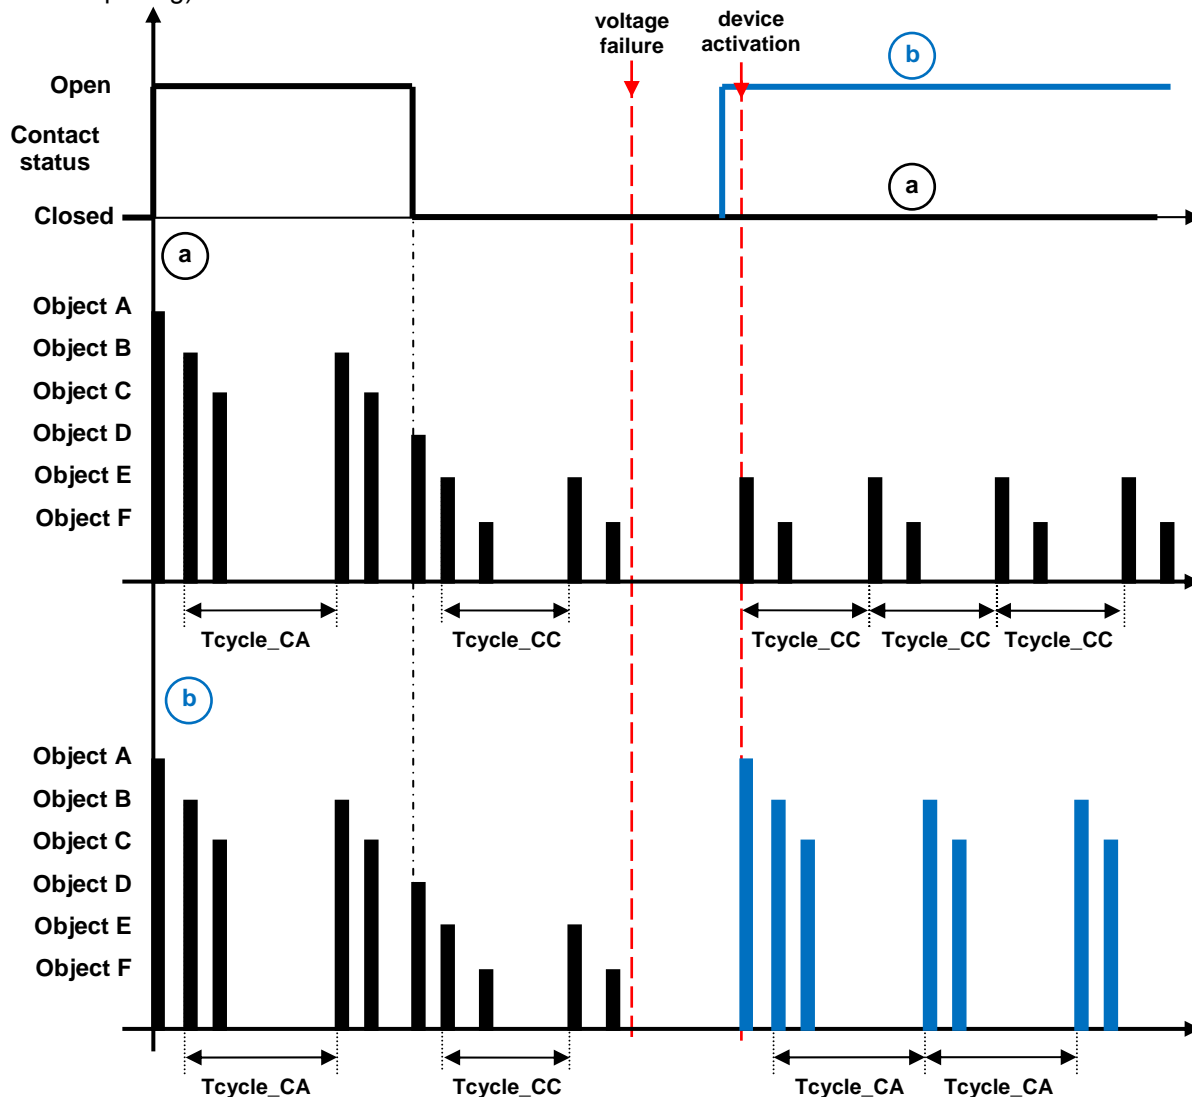 voltage
failure
device
activation
b
Open
Contact
status
a
Closed
a
Object A
Object B
Object C
Object D
Object E
Object F
Tcycle_CA
Tcycle_CC
Tcycle_CC
Tcycle_CC
Tcycle_CC
b
Object A
Object B
Object C
Object D
Object E
Object F
Tcycle_CA
Tcycle_CC
Tcycle_CA
Tcycle_CA